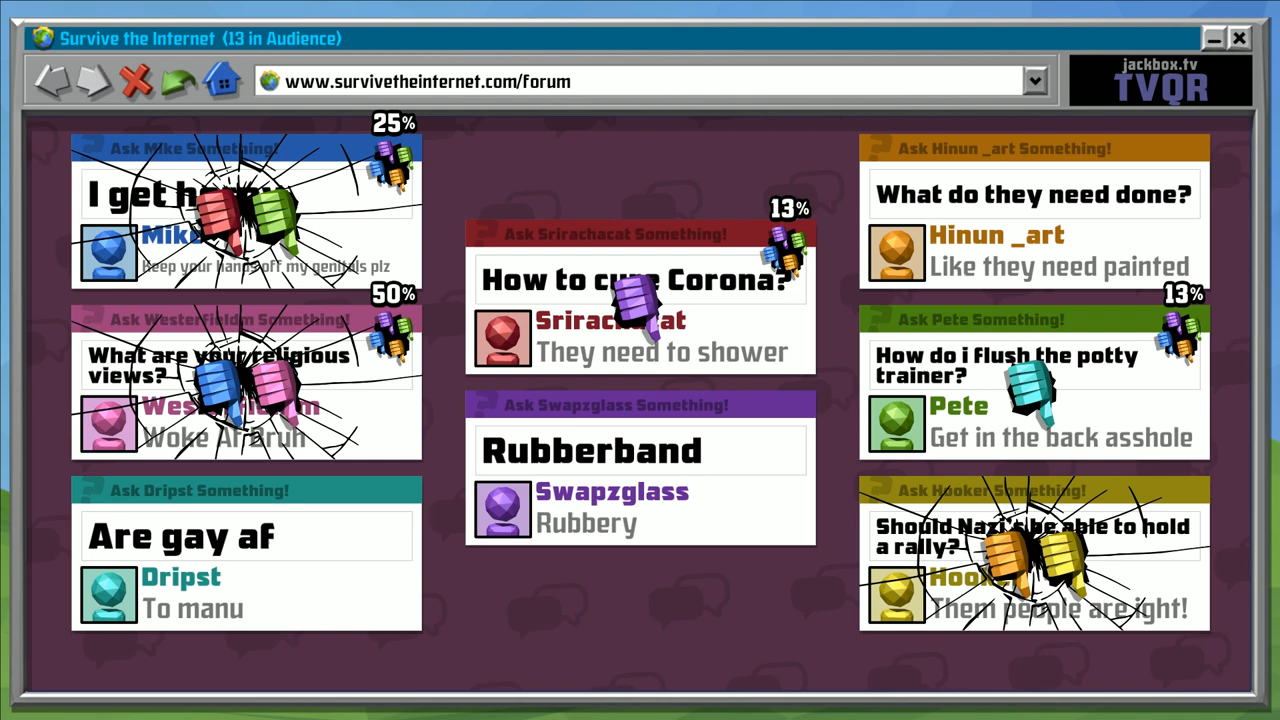 Survive the Internet (13 in Audience)
www.survivetheinternet.com/forum
jackbox.tv
TVQR
25%
Ask Mike Something!
I get
Mike
Keep your hands off my genitals plz
50%
Ask Westerfieldm Something!
What are your religious
views?
Westerfieldm
Woke Af Bruh
Ask Dripst Something!
Are gay af
Dripst
To manu
13%
Ask Srirachacat Something!
How to cure Corona?
Srirachacat
They need to shower
Ask Swapzglass Something!
Rubberband
Swapzglass
Rubbery
Ask Hinun _art Something!
What do they need done?
Hinun _art
Like they need painted
13%
Ask Pete Something!
How do i flush the potty
trainer?
Pete
Get in the back asshole
Ask Hooker Something!
Should Nazi's be able to hold
a rally?
Hooker
Them people are ight!